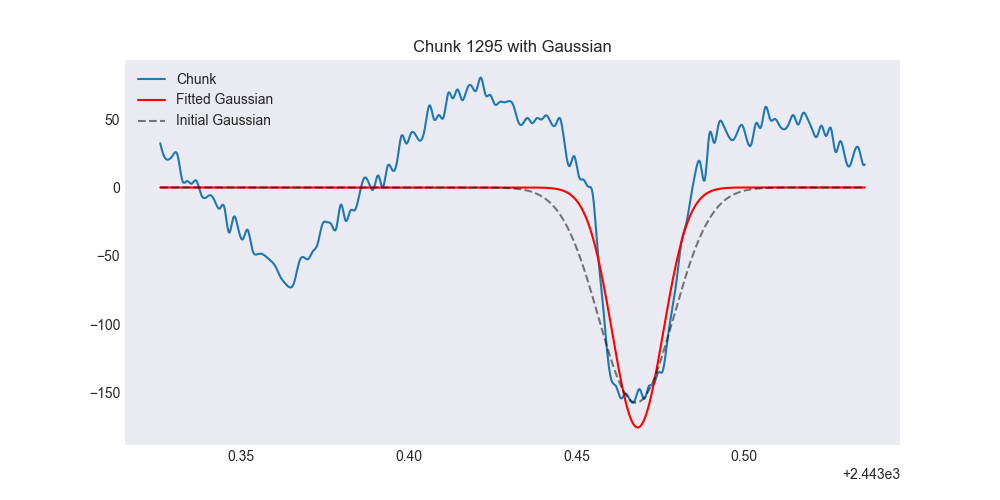 Chunk 1295 with Gaussian
Chunk
Fitted Gaussian
Initial Gaussian
50
0
−50
−100
−150
0.35 0.40 0.45 0.50
+2.443e3